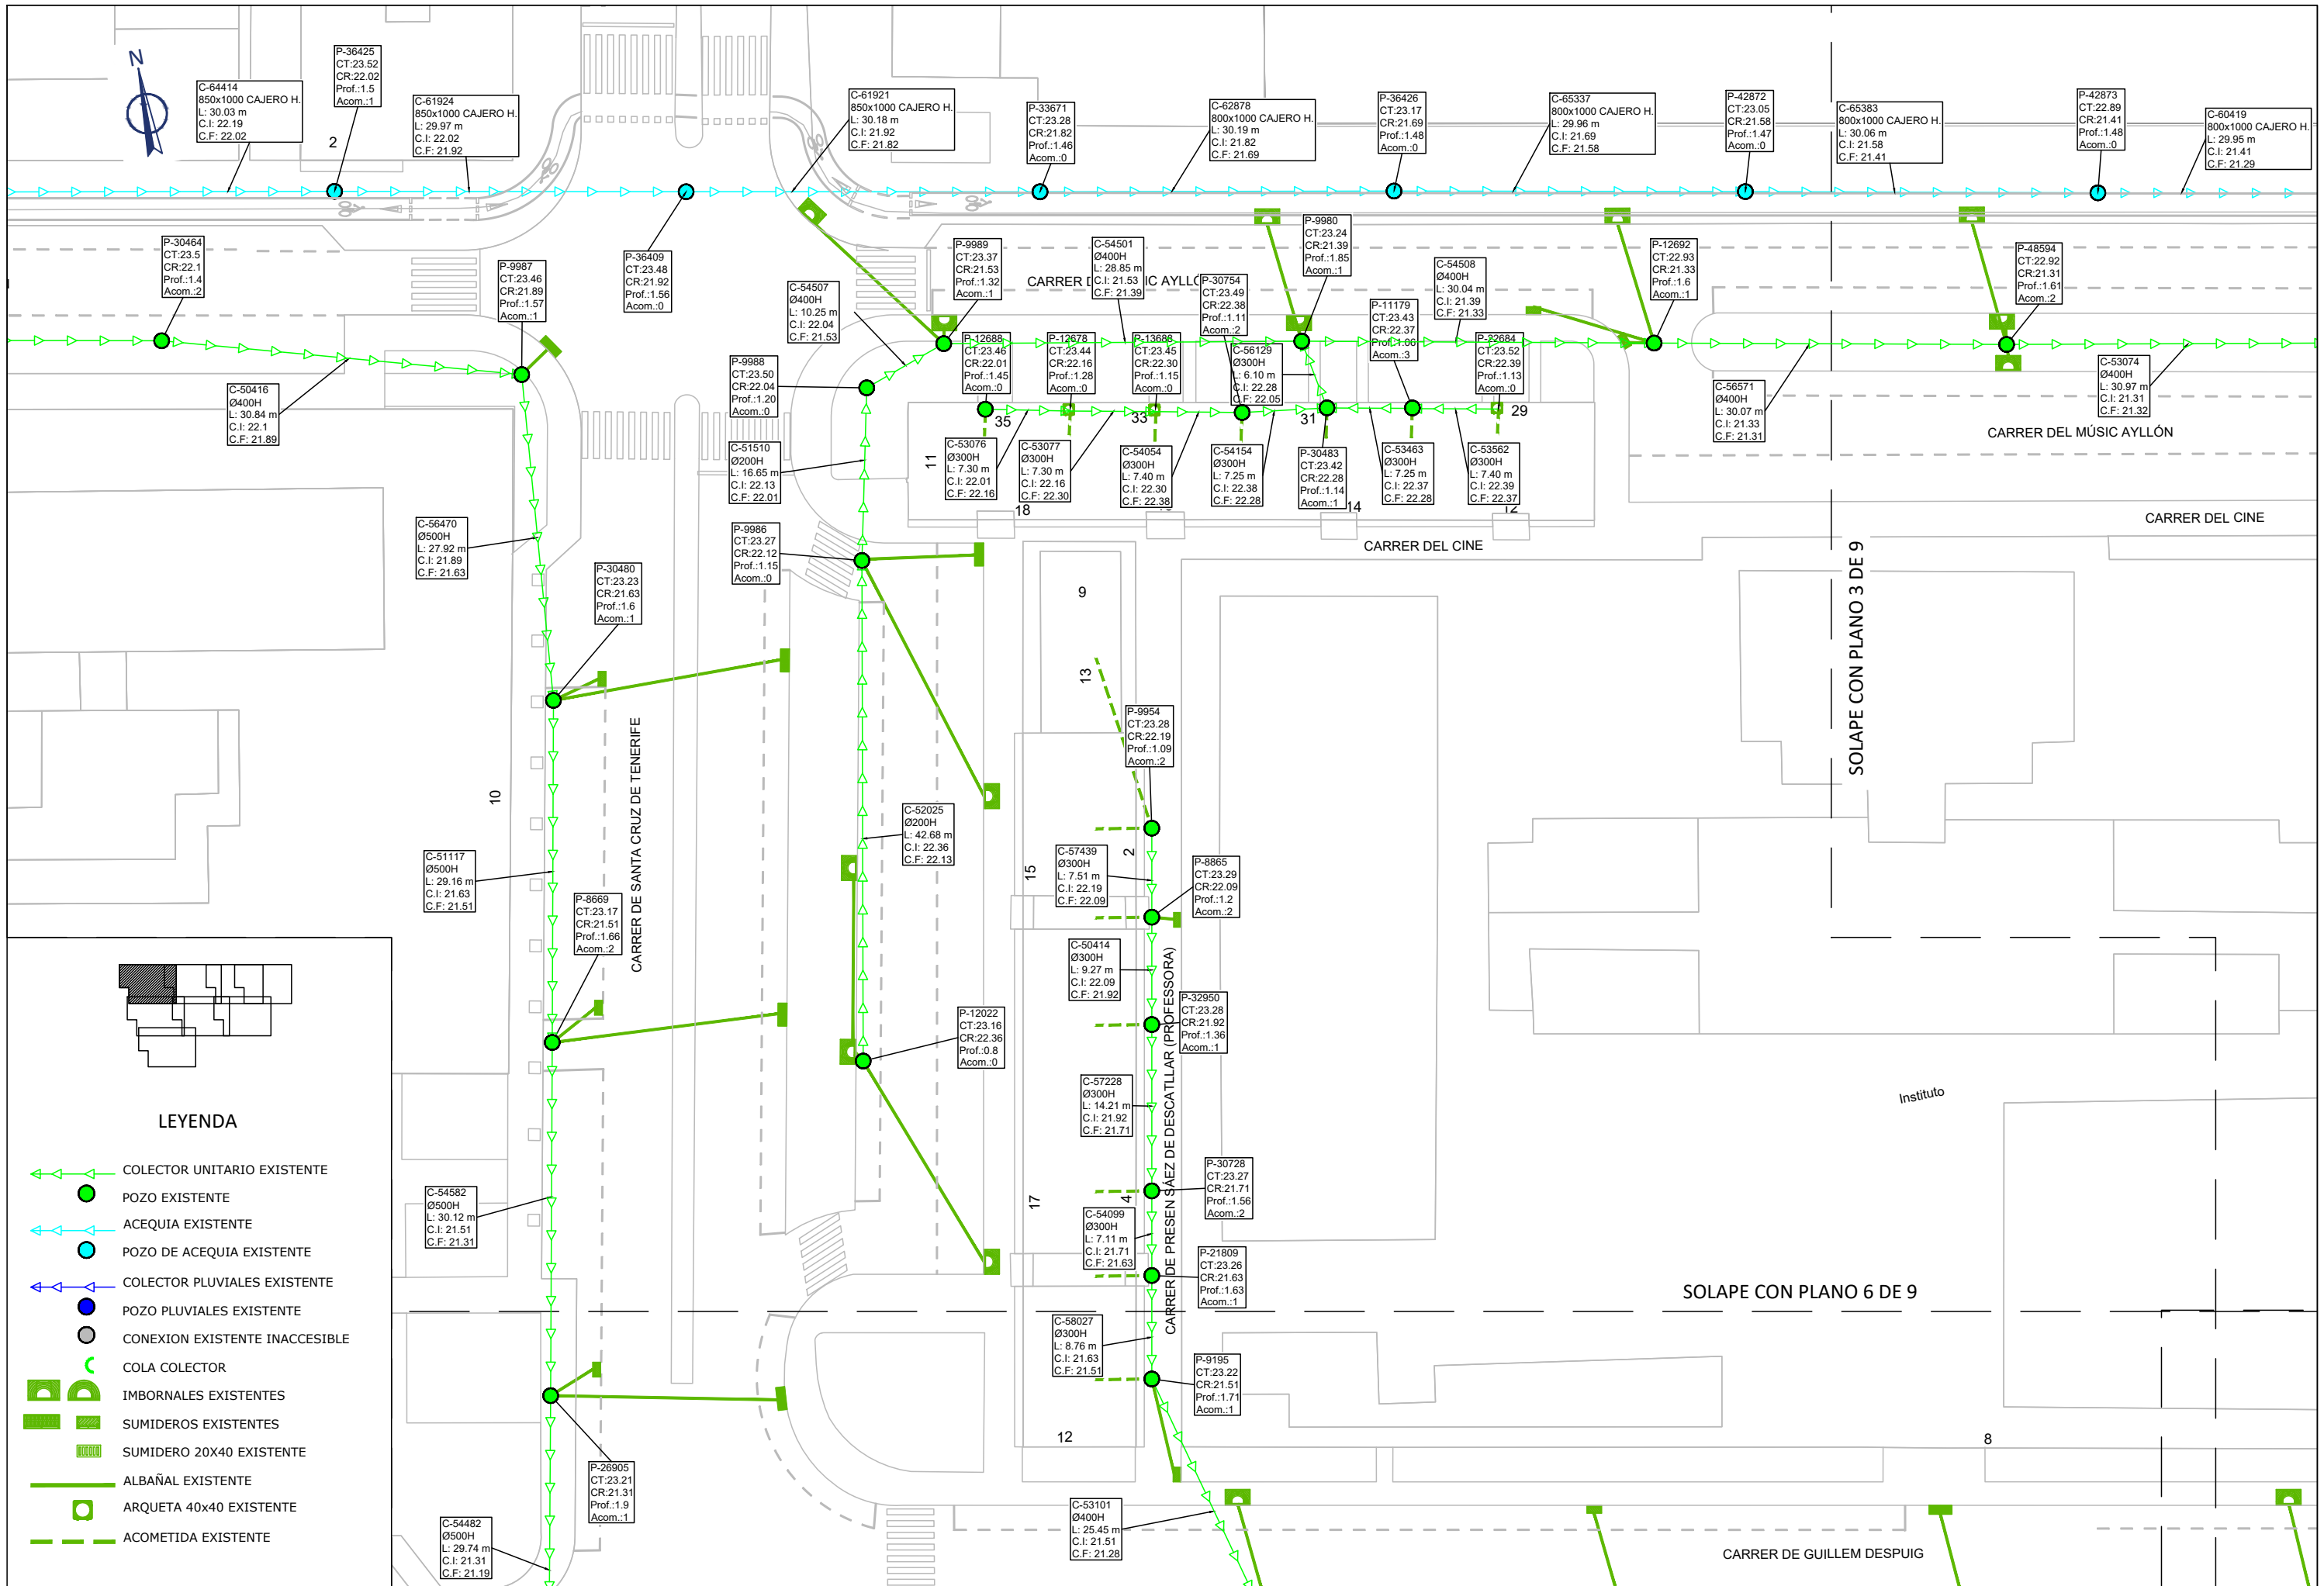 N
C-64414
850x1000 CAJERO H.
L: 30.03 m
C.I: 22.19
C.F: 22.02
P-36425
CT:23.52
CR:22.02
Prof.:1.5
Acom.:1
2
C-61924
850x1000 CAJERO H.
L: 29.97 m
C.I: 22.02
C.F: 21.92
C-61921
850x1000 CAJERO H.
L: 30.18 m
C.I: 21.92
C.F: 21.82
P-33671
CT:23.28
CR:21.82
Prof.:1.46
Acom.:0
C-62878
800x1000 CAJERO H.
L: 30.19 m
C.I: 21.82
C.F: 21.69
P-36426
CT:23.17
CR:21.69
Prof.:1.48
Acom.:0
C-65337
800x1000 CAJERO H.
L: 29.96 m
C.I: 21.69
C.F: 21.58
P-42872
CT:23.05
CR:21.58
Prof.:1.47
Acom.:0
C-65383
800x1000 CAJERO H.
L: 30.06 m
C.I: 21.58
C.F: 21.41
P-42873
CT:22.89
CR:21.41
Prof.:1.48
Acom.:0
C-60419
800x1000 CAJERO H.
L: 29.95 m
C.I: 21.41
C.F: 21.29
P-30464
CT:23.5
CR:22.1
Prof.:1.4
Acom.:2
P-9987
CT:23.46
CR:21.89
Prof.:1.57
Acom.:1
P-36409
CT:23.48
CR:21.92
Prof.:1.56
Acom.:0
C-54507
Ø400H
L: 10.25 m
C.I: 22.04
C.F: 21.53
P-9989
CT:23.37
CR:21.53
Prof.:1.32
Acom.:1
CARRER D
IC AYLLÓ
C-54501
Ø400H
L: 28.85 m
C.I: 21.53
C.F: 21.39
P-30754
CT:23.49
CR:22.38
Prof.:1.11
Acom.:2
P-9980
CT:23.24
CR:21.39
Prof.:1.85
Acom.:1
P-11179
CT:23.43
CR:22.37
Prof.:1.06
Acom.:3
C-54508
Ø400H
L: 30.04 m
C.I: 21.39
C.F: 21.33
P-12692
CT:22.93
CR:21.33
Prof.:1.6
Acom.:1
P-48594
CT:22.92
CR:21.31
Prof.:1.61
Acom.:2
P-12688
CT:23.46
CR:22.01
Prof.:1.45
Acom.:0
P-12678
CT:23.44
CR:22.16
Prof.:1.28
Acom.:0
P-13688
CT:23.45
CR:22.30
Prof.:1.15
Acom.:0
C-56129
Ø300H
L: 6.10 m
C.I: 22.28
C.F: 22.05
P-22684
CT:23.52
CR:22.39
Prof.:1.13
Acom.:0
C-50416
Ø400H
L: 30.84 m
C.I: 22.1
C.F: 21.89
P-9988
CT:23.50
CR:22.04
Prof.:1.20
Acom.:0
C-56571
Ø400H
L: 30.07 m
C.I: 21.33
C.F: 21.31
C-53074
Ø400H
L: 30.97 m
C.I: 21.31
C.F: 21.32
CARRER DEL MÚSIC AYLLÓN
35
33
31
29
11
C-51510
Ø200H
L: 16.65 m
C.I: 22.13
C.F: 22.01
C-53076
Ø300H
L: 7.30 m
C.I: 22.01
C.F: 22.16
C-53077
Ø300H
L: 7.30 m
C.I: 22.16
C.F: 22.30
C-54054
Ø300H
L: 7.40 m
C.I: 22.30
C.F: 22.38
C-54154
Ø300H
L: 7.25 m
C.I: 22.38
C.F: 22.28
P-30483
CT:23.42
CR:22.28
Prof.:1.14
Acom.:1
C-53463
Ø300H
L: 7.25 m
C.I: 22.37
C.F: 22.28
C-53562
Ø300H
L: 7.40 m
C.I: 22.39
C.F: 22.37
18
14
12
CARRER DEL CINE
CARRER DEL CINE
C-56470
Ø500H
L: 27.92 m
C.I: 21.89
C.F: 21.63
P-9986
CT:23.27
CR:22.12
Prof.:1.15
Acom.:0
P-30480
CT:23.23
CR:21.63
Prof.:1.6
Acom.:1
9
13
SOLAPE CON PLANO 3 DE 9
P-9954
CT:23.28
CR:22.19
Prof.:1.09
Acom.:2
CARRER DE SANTA CRUZ DE TENERIFE
10
C-52025
Ø200H
L: 42.68 m
C.I: 22.36
C.F: 22.13
C-51117
Ø500H
L: 29.16 m
C.I: 21.63
C.F: 21.51
15
2
C-57439
Ø300H
L: 7.51 m
C.I: 22.19
C.F: 22.09
P-8865
CT:23.29
CR:22.09
Prof.:1.2
Acom.:2
P-8669
CT:23.17
CR:21.51
Prof.:1.66
Acom.:2
C-50414
Ø300H
L: 9.27 m
C.I: 22.09
C.F: 21.92
P-32950
CT:23.28
CR:21.92
Prof.:1.36
Acom.:1
CARRER DE PRESEN SÁEZ DE DESCATLLAR (PROFESSORA)
P-12022
CT:23.16
CR:22.36
Prof.:0.8
Acom.:0
C-57228
Ø300H
L: 14.21 m
C.I: 21.92
C.F: 21.71
Instituto
17
4
P-30728
CT:23.27
CR:21.71
Prof.:1.56
Acom.:2
C-54582
Ø500H
L: 30.12 m
C.I: 21.51
C.F: 21.31
C-54099
Ø300H
L: 7.11 m
C.I: 21.71
C.F: 21.63
P-21809
CT:23.26
CR:21.63
Prof.:1.63
Acom.:1
SOLAPE CON PLANO 6 DE 9
C-58027
Ø300H
L: 8.76 m
C.I: 21.63
C.F: 21.51
P-9195
CT:23.22
CR:21.51
Prof.:1.71
Acom.:1
12
8
P-26905
CT:23.21
CR:21.31
Prof.:1.9
Acom.:1
C-54482
Ø500H
L: 29.74 m
C.I: 21.31
C.F: 21.19
C-53101
Ø400H
L: 25.45 m
C.I: 21.51
C.F: 21.28
CARRER DE GUILLEM DESPUIG
LEYENDA
COLECTOR UNITARIO EXISTENTE
POZO EXISTENTE
ACEQUIA EXISTENTE
POZO DE ACEQUIA EXISTENTE
COLECTOR PLUVIALES EXISTENTE
POZO PLUVIALES EXISTENTE
CONEXION EXISTENTE INACCESIBLE
COLA COLECTOR
IMBORNALES EXISTENTES
SUMIDEROS EXISTENTES
SUMIDERO 20X40 EXISTENTE
ALBAÑAL EXISTENTE
ARQUETA 40x40 EXISTENTE
ACOMETIDA EXISTENTE